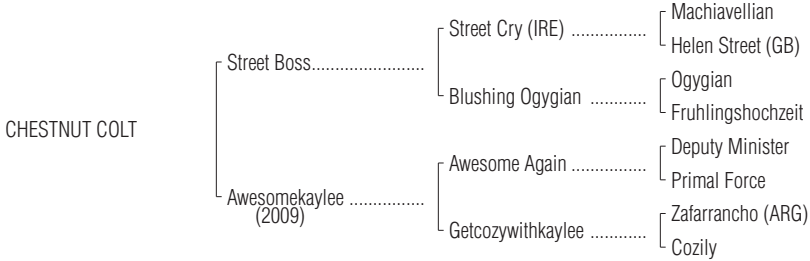 Machiavellian
Street Cry (IRE) ................
Helen Street (GB)
Street Boss........................
Ogygian
Blushing Ogygian ............
Fruhlingshochzeit
CHESTNUT COLT
Deputy Minister
Awesome Again ................
Primal Force
Awesomekaylee ................
(2009)
Zafarrancho (ARG)
Getcozywithkaylee ............
Cozily